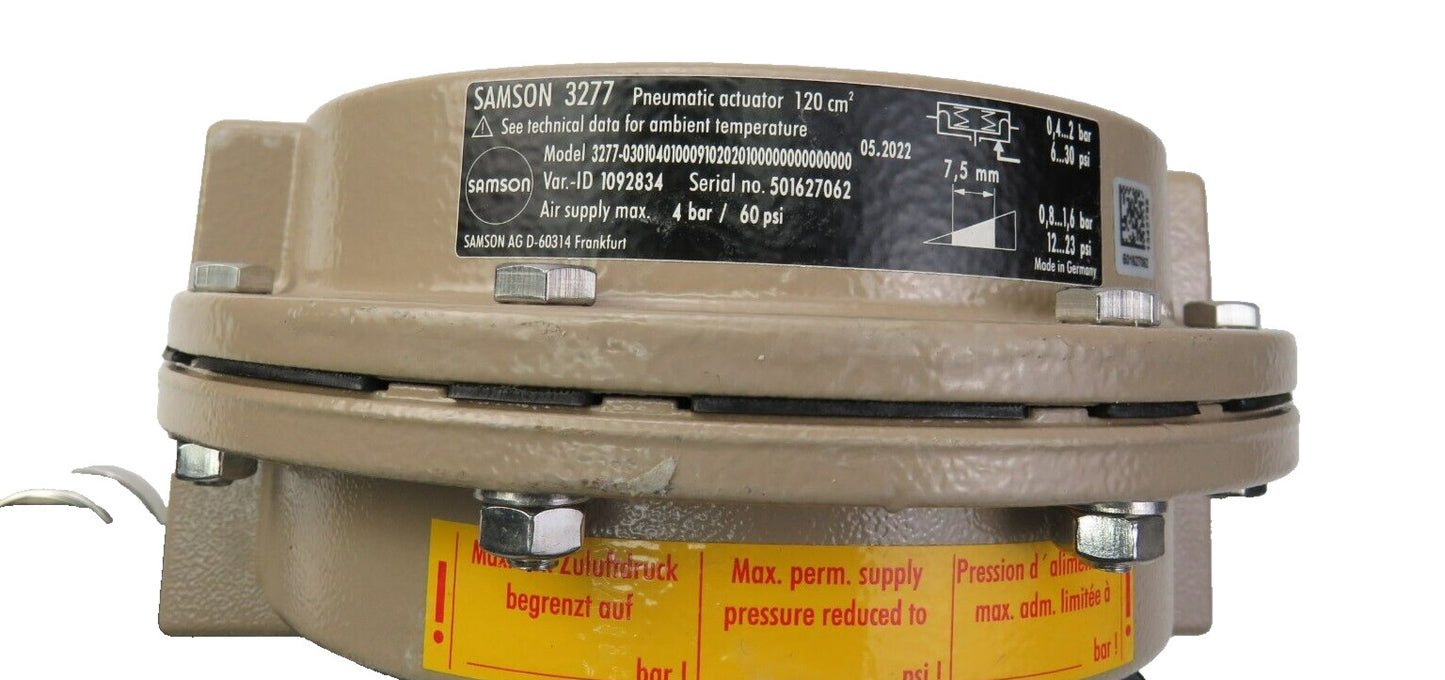 SAMSON 3277 Pneumatic actuator 120 cm²
⚠ See technical data for ambient temperature
Model 3277-03010401000910202010000000000000 05.2022
samson
Var.-ID 1092834 Serial no. 501627062
Air supply max. 4 bar / 60 psi
SAMSON AG D-60314 Frankfurt
0,4...2 bar
6...30 psi
7,5 mm
0,8...1,6 bar
12...23 psi
Made in Germany
!
Zuluftdruck
begrenzt auf
bar !
Max. perm. supply
pressure reduced to
psi !
Pression d´
max. adm. limitée à
bar !
!